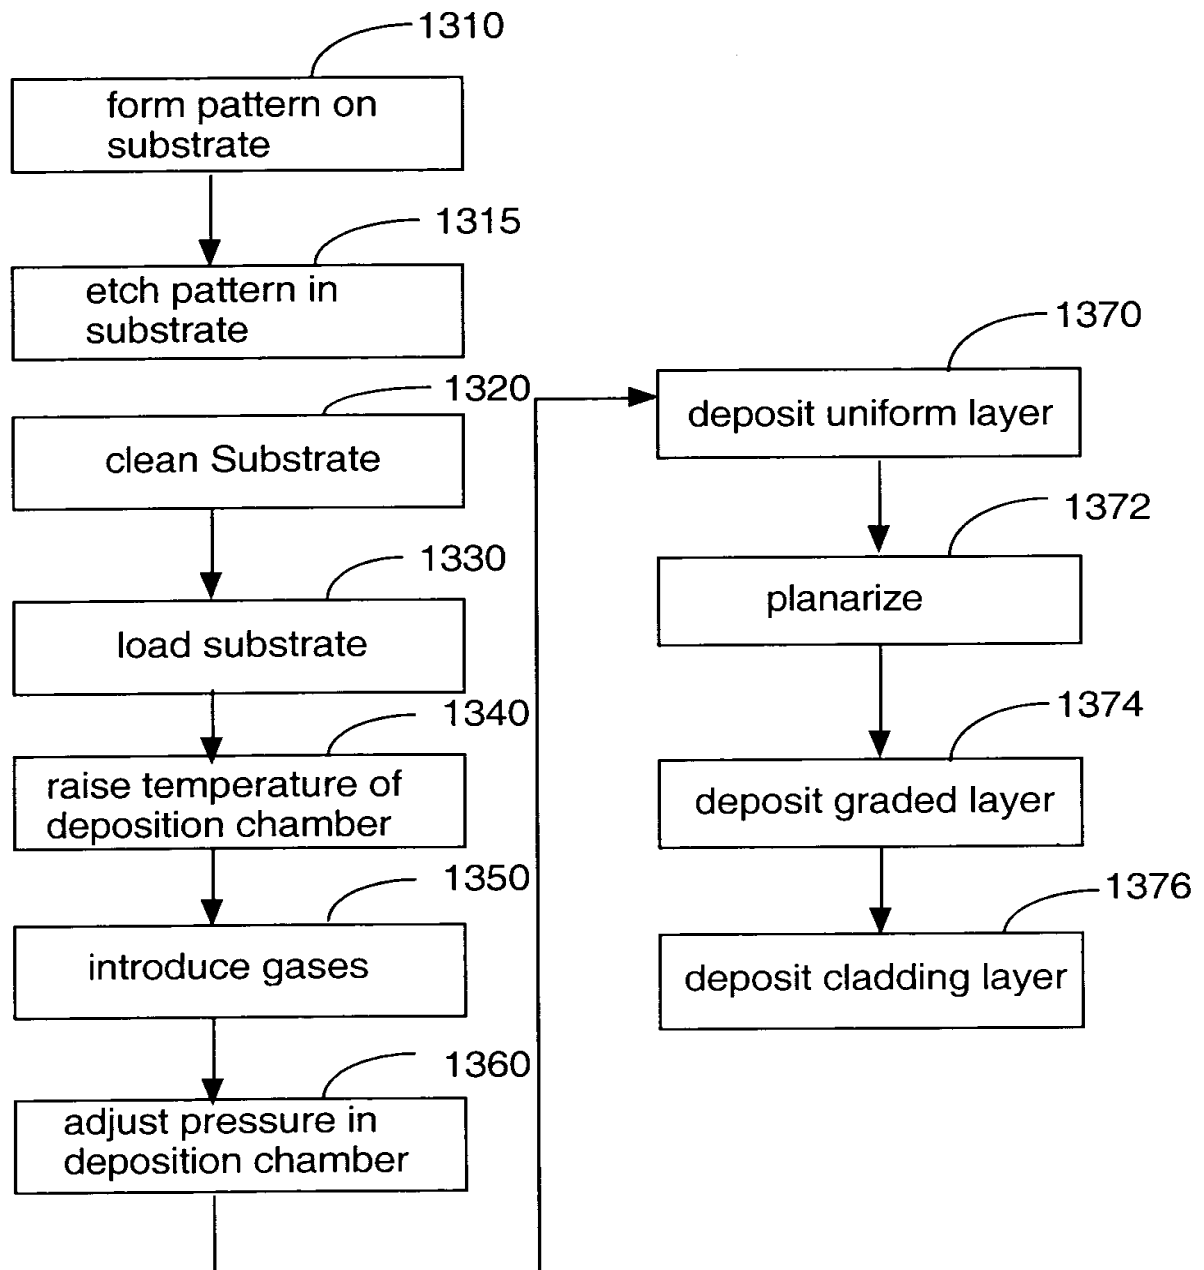 1310
form pattern on
substrate
1315
etch pattern in
substrate
1320
clean Substrate
1330
load substrate
1340
raise temperature of
deposition chamber
1350
introduce gases
1360
adjust pressure in
deposition chamber
1370
deposit uniform layer
1372
planarize
1374
deposit graded layer
1376
deposit cladding layer